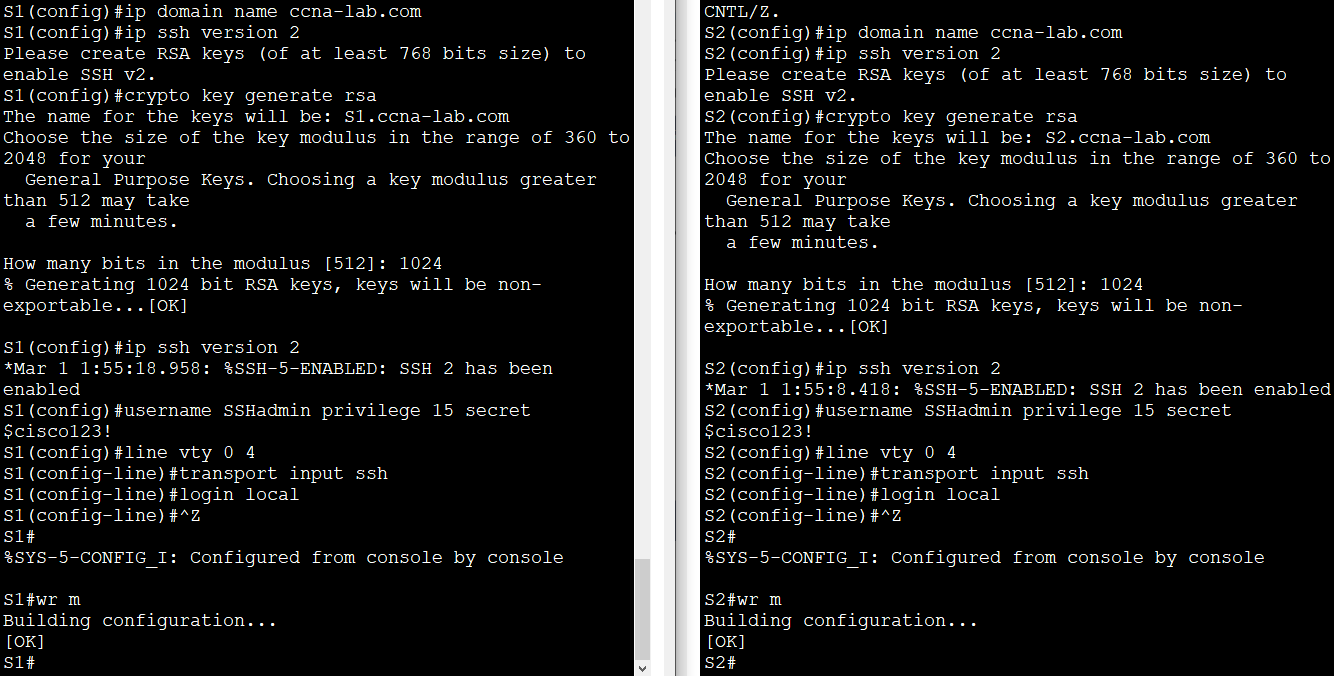 S1(config)#ip domain name ccna-lab.com
S1(config)#ip ssh version 2
Please create RSA keys (of at least 768 bits size) to
enable SSH v2.
S1(config)#crypto key generate rsa
The name for the keys will be: S1.ccna-lab.com
Choose the size of the key modulus in the range of 360 to
2048 for your
  General Purpose Keys. Choosing a key modulus greater
than 512 may take
  a few minutes.

How many bits in the modulus [512]: 1024
% Generating 1024 bit RSA keys, keys will be non-
exportable...[OK]

S1(config)#ip ssh version 2
*Mar 1 1:55:18.958: %SSH-5-ENABLED: SSH 2 has been
enabled
S1(config)#username SSHadmin privilege 15 secret
$cisco123!
S1(config)#line vty 0 4
S1(config-line)#transport input ssh
S1(config-line)#login local
S1(config-line)#^Z
S1#
%SYS-5-CONFIG_I: Configured from console by console

S1#wr m
Building configuration...
[OK]
S1#
CNTL/Z.
S2(config)#ip domain name ccna-lab.com
S2(config)#ip ssh version 2
Please create RSA keys (of at least 768 bits size) to
enable SSH v2.
S2(config)#crypto key generate rsa
The name for the keys will be: S2.ccna-lab.com
Choose the size of the key modulus in the range of 360 to
2048 for your
  General Purpose Keys. Choosing a key modulus greater
than 512 may take
  a few minutes.

How many bits in the modulus [512]: 1024
% Generating 1024 bit RSA keys, keys will be non-
exportable...[OK]

S2(config)#ip ssh version 2
*Mar 1 1:55:8.418: %SSH-5-ENABLED: SSH 2 has been enabled
S2(config)#username SSHadmin privilege 15 secret
$cisco123!
S2(config)#line vty 0 4
S2(config-line)#transport input ssh
S2(config-line)#login local
S2(config-line)#^Z
S2#
%SYS-5-CONFIG_I: Configured from console by console

S2#wr m
Building configuration...
[OK]
S2#